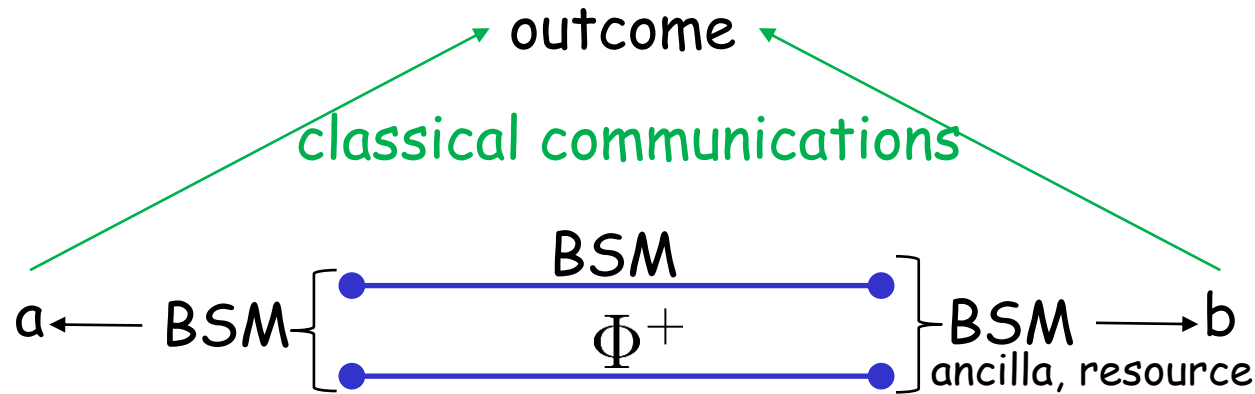 outcome
classical communications
BSM
a BSM Φ⁺ BSM b
ancilla, resource